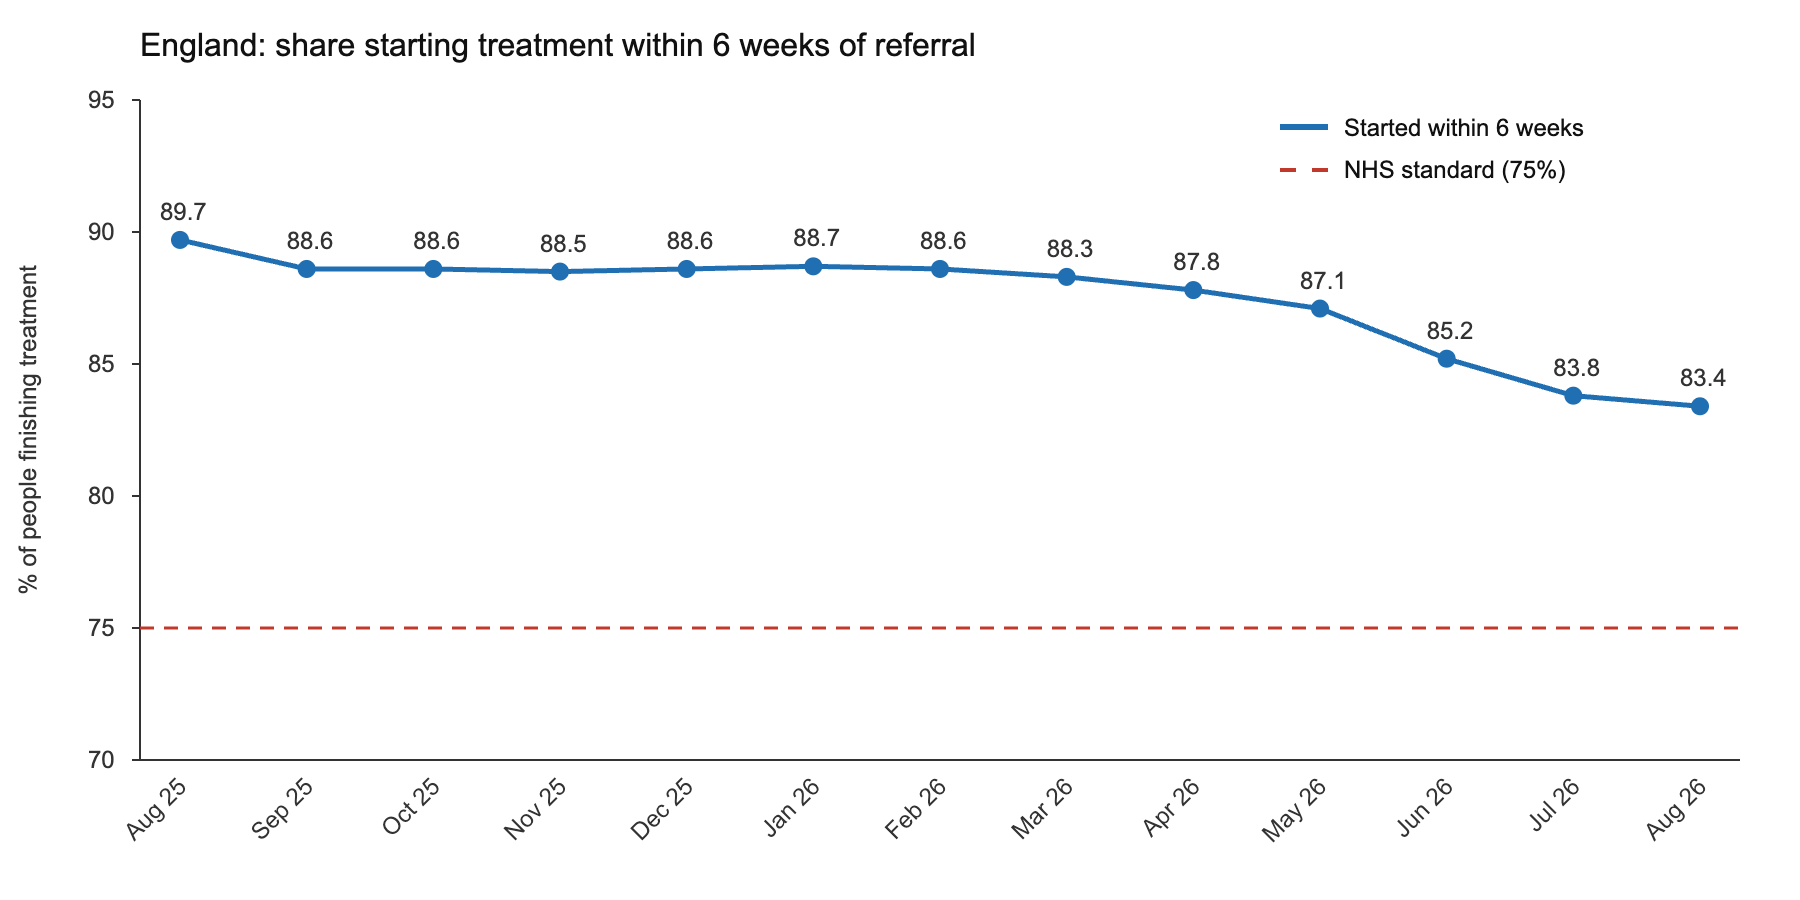 England: share starting treatment within 6 weeks of referral
Started within 6 weeks
NHS standard (75%)
% of people finishing treatment
95
90
85
80
75
70
89.7
88.6
88.6
88.5
88.6
88.7
88.6
88.3
87.8
87.1
85.2
83.8
83.4
Aug 25
Sep 25
Oct 25
Nov 25
Dec 25
Jan 26
Feb 26
Mar 26
Apr 26
May 26
Jun 26
Jul 26
Aug 26